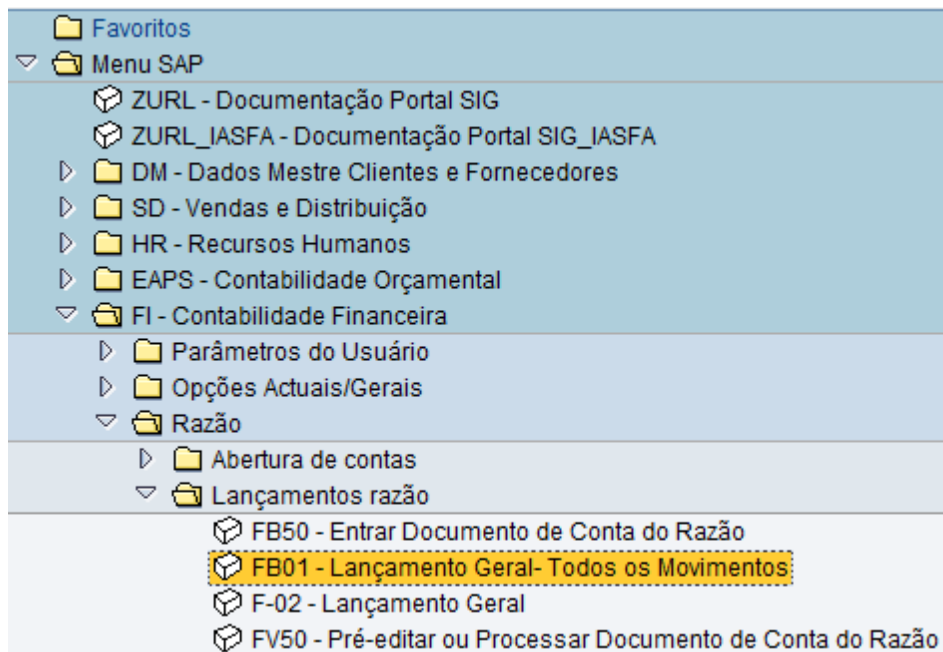 Favoritos
Menu SAP
ZURL - Documentação Portal SIG
ZURL_IASFA - Documentação Portal SIG_IASFA
DM - Dados Mestre Clientes e Fornecedores
SD - Vendas e Distribuição
HR - Recursos Humanos
EAPS - Contabilidade Orçamental
FI - Contabilidade Financeira
Parâmetros do Usuário
Opções Actuais/Gerais
Razão
Abertura de contas
Lançamentos razão
FB50 - Entrar Documento de Conta do Razão
FB01 - Lançamento Geral- Todos os Movimentos
F-02 - Lançamento Geral
FV50 - Pré-editar ou Processar Documento de Conta do Razão